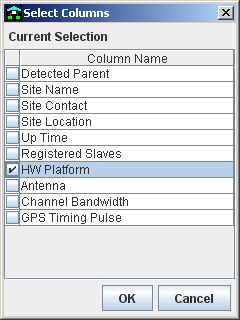 Select Columns
Current Selection
Column Name
Detected Parent
Site Name
Site Contact
Site Location
Up Time
Registered Slaves
HW Platform
Antenna
Channel Bandwidth
GPS Timing Pulse
OK Cancel